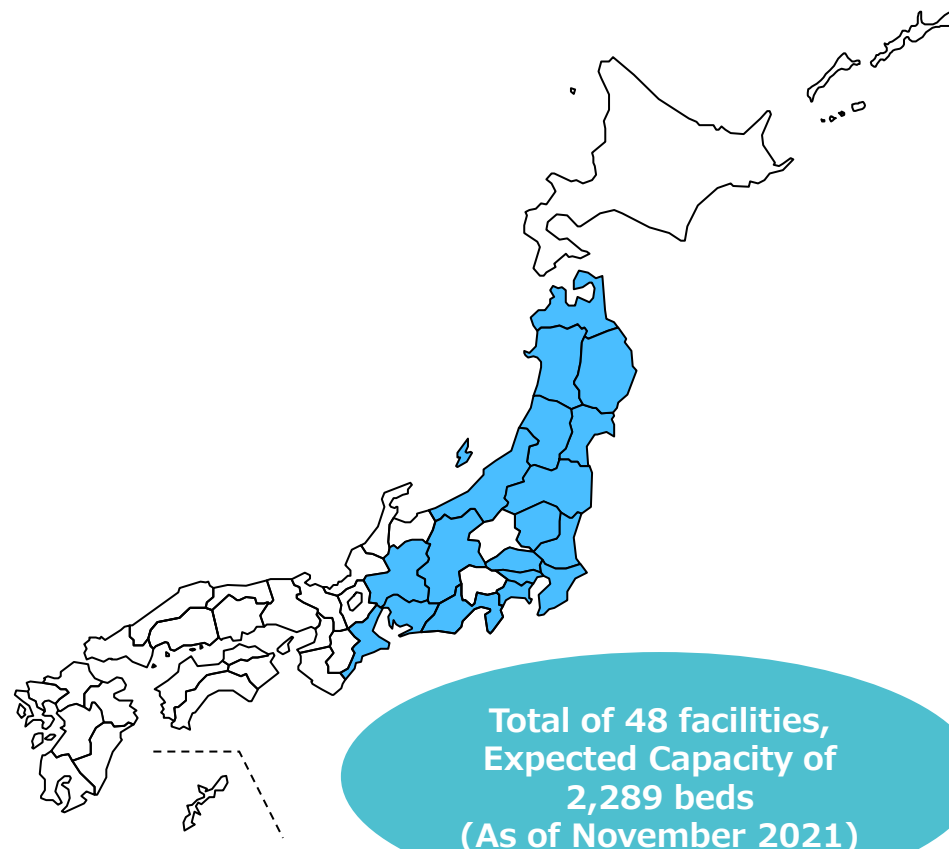 Total of 48 facilities,
Expected Capacity of
2,289 beds
(As of November 2021)